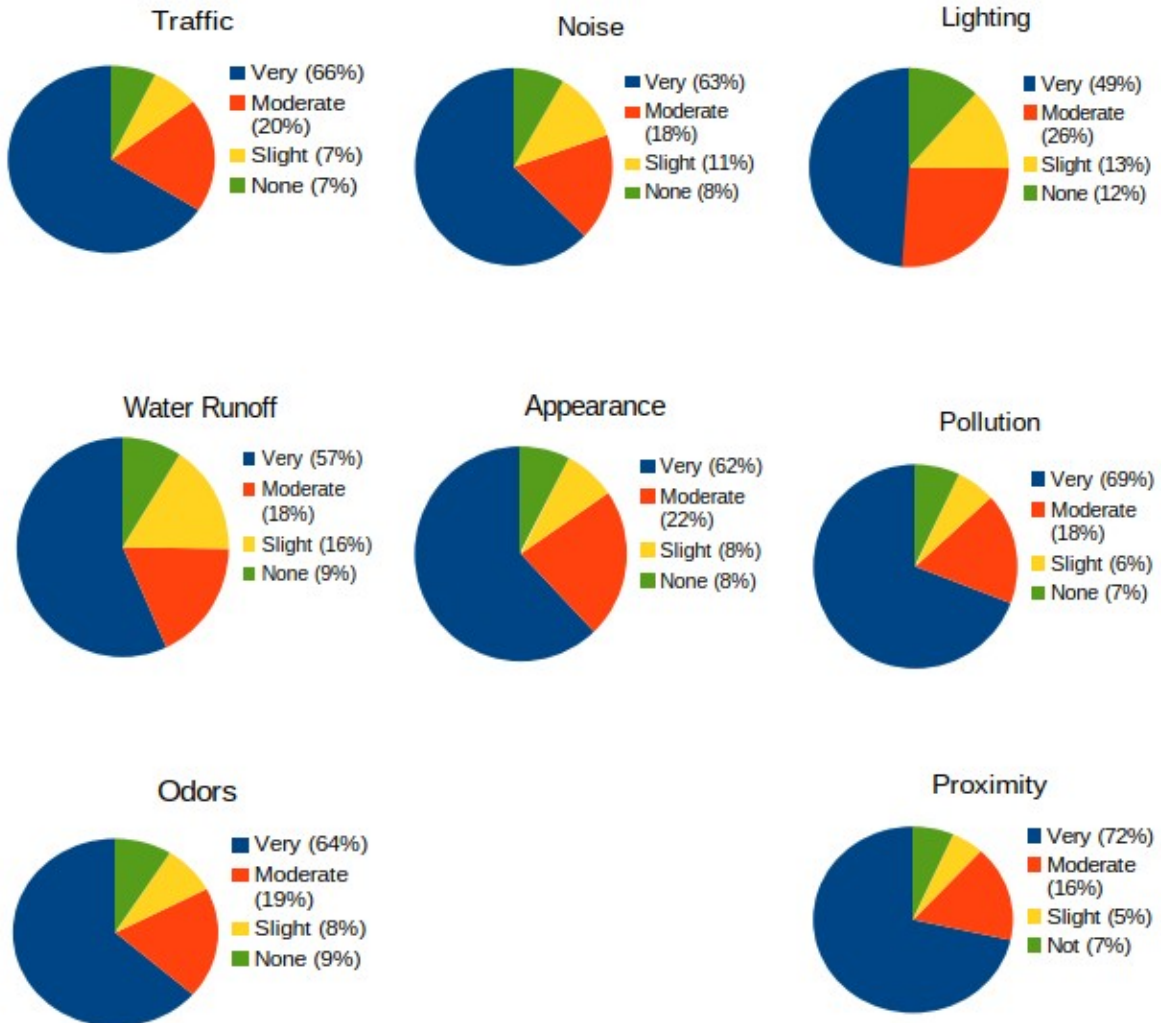 Traffic
Very (66%)
Moderate
(20%)
Slight (7%)
None (7%)
Noise
Very (63%)
Moderate
(18%)
Slight (11%)
None (8%)
Lighting
Very (49%)
Moderate
(26%)
Slight (13%)
None (12%)
Water Runoff
Very (57%)
Moderate
(18%)
Slight (16%)
None (9%)
Appearance
Very (62%)
Moderate
(22%)
Slight (8%)
None (8%)
Pollution
Very (69%)
Moderate
(18%)
Slight (6%)
None (7%)
Odors
Very (64%)
Moderate
(19%)
Slight (8%)
None (9%)
Proximity
Very (72%)
Moderate
(16%)
Slight (5%)
Not (7%)